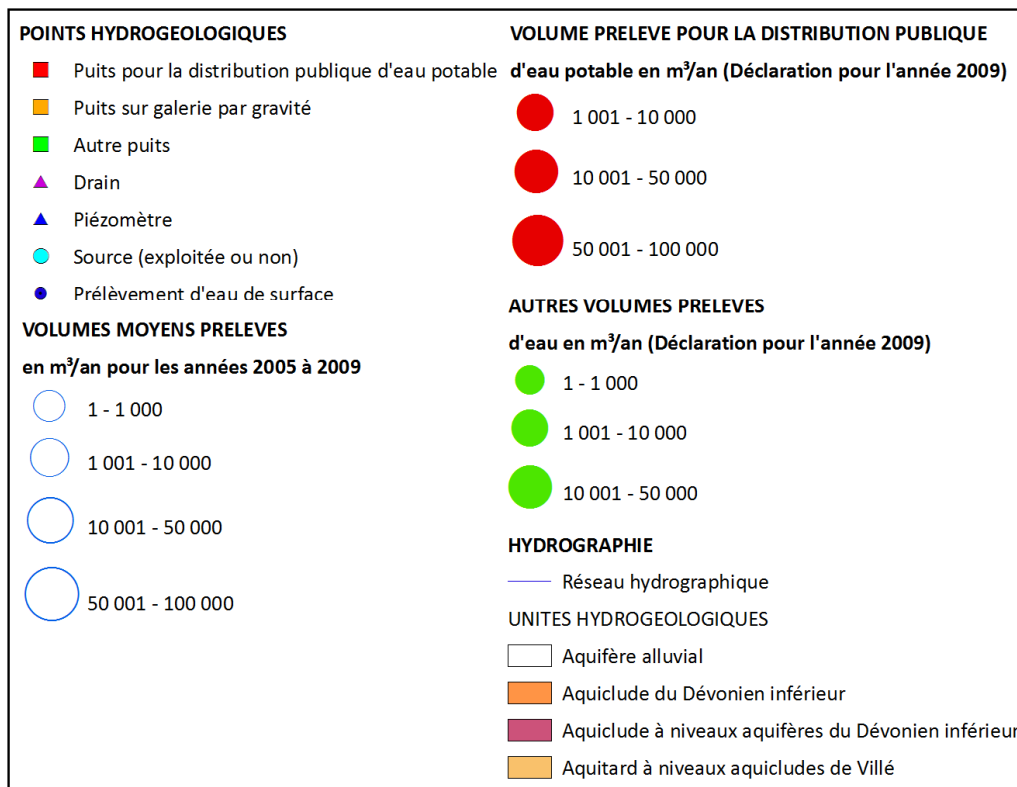 POINTS HYDROGEOLOGIQUES
Puits pour la distribution publique d'eau potable
Puits sur galerie par gravité
Autre puits
Drain
Piézomètre
Source (exploitée ou non)
Prélèvement d'eau de surface
VOLUMES MOYENS PRELEVES
en m³/an pour les années 2005 à 2009
1 - 1 000
1 001 - 10 000
10 001 - 50 000
50 001 - 100 000
VOLUME PRELEVE POUR LA DISTRIBUTION PUBLIQUE
d'eau potable en m³/an (Déclaration pour l'année 2009)
1 001 - 10 000
10 001 - 50 000
50 001 - 100 000
AUTRES VOLUMES PRELEVES
d'eau en m³/an (Déclaration pour l'année 2009)
1 - 1 000
1 001 - 10 000
10 001 - 50 000
HYDROGRAPHIE
Réseau hydrographique
UNITES HYDROGEOLOGIQUES
Aquifère alluvial
Aquiclude du Dévonien inférieur
Aquiclude à niveaux aquifères du Dévonien inférieur
Aquitard à niveaux aquicludes de Villé